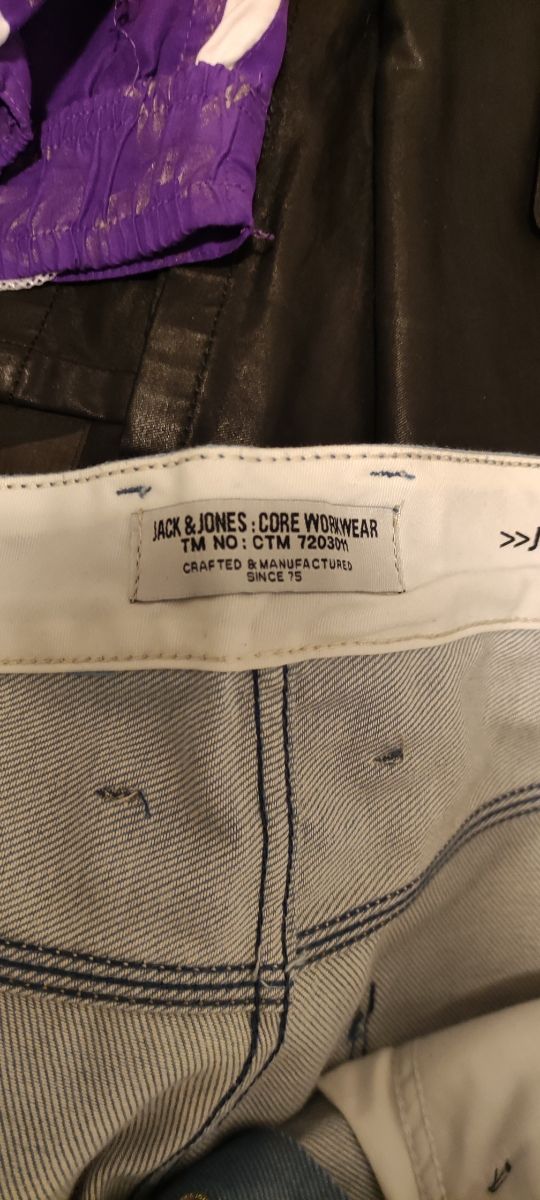 JACK & JONES : CORE WORKWEAR
TM NO : CTM 7203011
CRAFTED & MANUFACTURED
SINCE 75
>>J